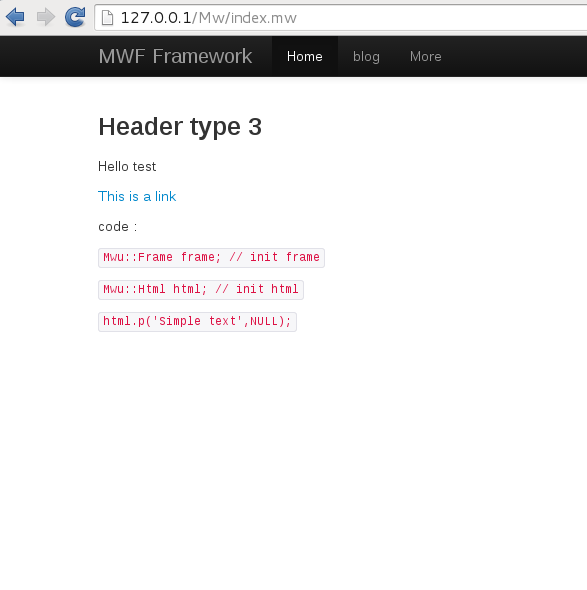 127.0.0.1/Mw/index.mw
MWF Framework Home blog More
Header type 3
Hello test
This is a link
code :
Mwu::Frame frame; // init frame
Mwu::Html html; // init html
html.p('Simple text',NULL);